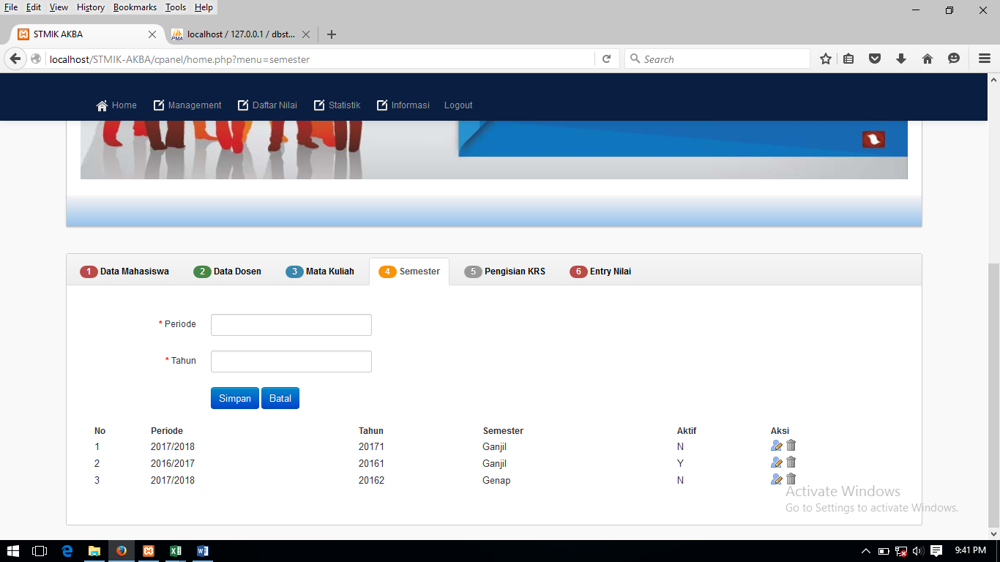 File Edit View History Bookmarks Tools Help
STMIK AKBA
localhost / 127.0.0.1 / dbst...
localhost/STMIK-AKBA/cpanel/home.php?menu=semester
Search
Home Management Daftar Nilai Statistik Informasi Logout
1 Data Mahasiswa 2 Data Dosen 3 Mata Kuliah 4 Semester 5 Pengisian KRS 6 Entry Nilai
* Periode
* Tahun
Simpan Batal
No Periode Tahun Semester Aktif Aksi
1 2017/2018 20171 Ganjil N
2 2016/2017 20161 Ganjil Y
3 2017/2018 20162 Genap N
Activate Windows
Go to Settings to activate Windows.
9:41 PM